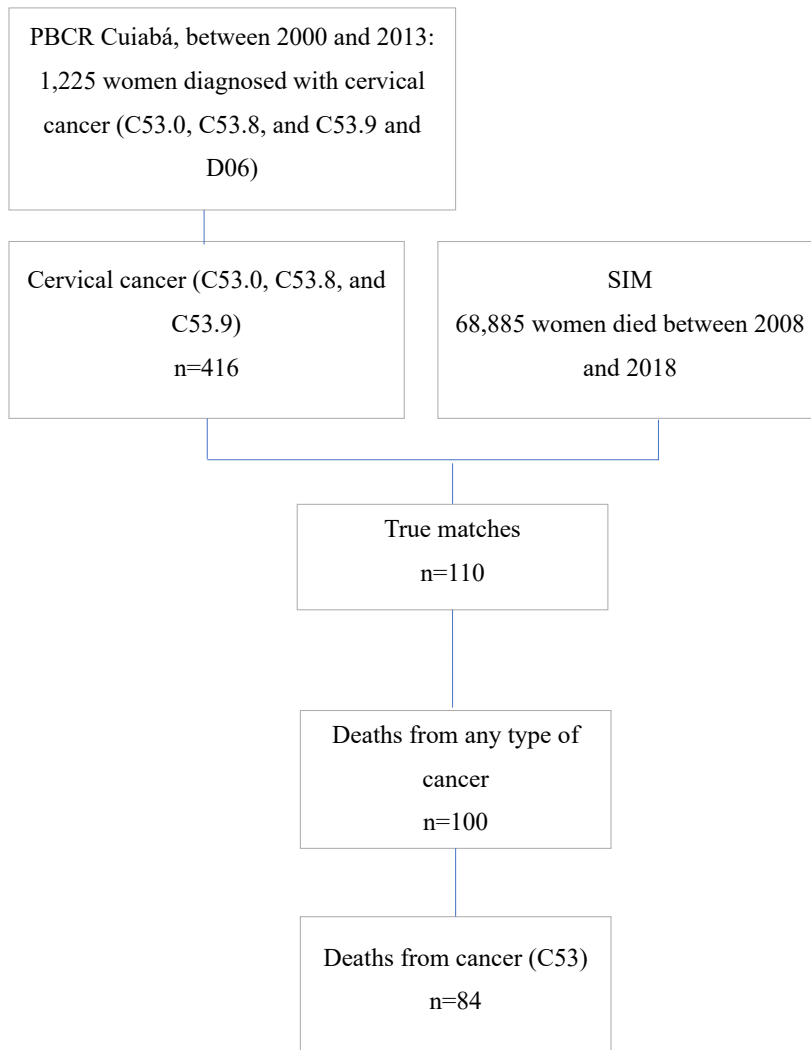 PBCR Cuiabá, between 2000 and 2013:
1,225 women diagnosed with cervical
cancer (C53.0, C53.8, and C53.9 and
D06)
Cervical cancer (C53.0, C53.8, and
C53.9)
n=416
SIM
68,885 women died between 2008
and 2018
True matches
n=110
Deaths from any type of
cancer
n=100
Deaths from cancer (C53)
n=84